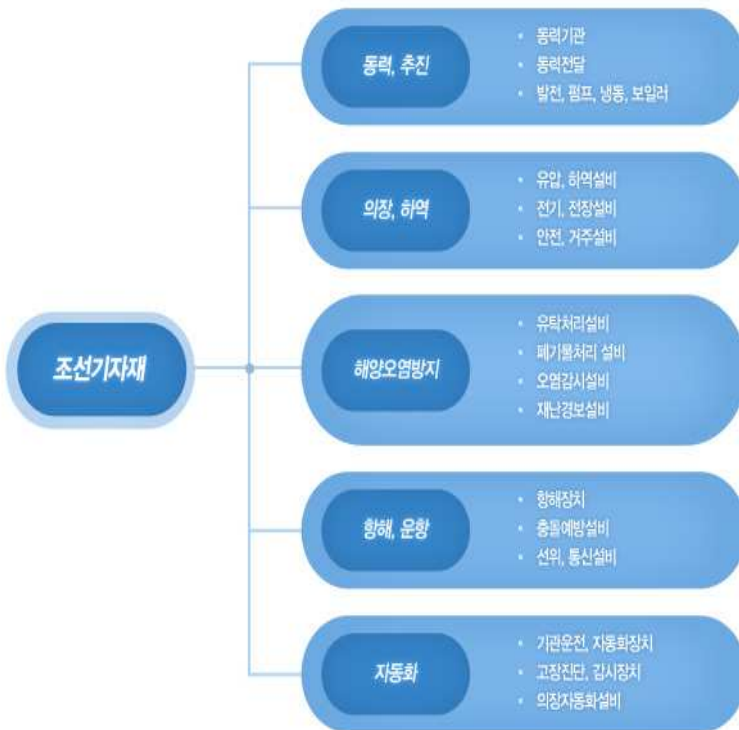 조선기자재
동력, 추진
동력기관
동력전달
발전, 펌프, 냉동, 보일러
의장, 하역
유압, 하역설비
전기, 전장설비
안전, 거주설비
해양오염방지
유탁처리설비
폐기물처리 설비
오염감시설비
재난경보설비
항해, 운항
항해장치
충돌예방설비
선위, 통신설비
자동화
기관운전, 자동화장치
고장진단, 감시장치
의장자동화설비